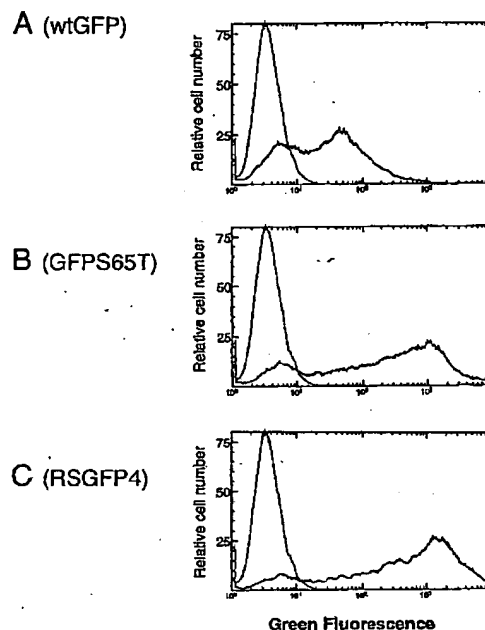 A (wtGFP)
Relative cell number
75
50
25
B (GFPS65T)
Relative cell number
75
50
25
C (RSGFP4)
Relative cell number
75
50
25
Green Fluorescence